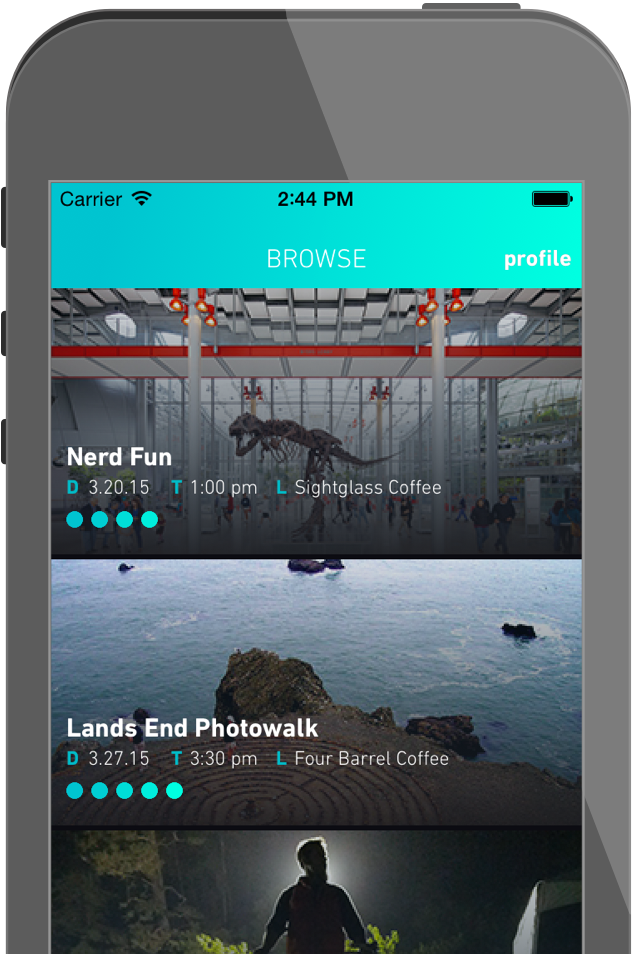 Carrier 2:44 PM
BROWSE profile
Nerd Fun
D 3.20.15 T 1:00 pm L Sightglass Coffee
Lands End Photowalk
D 3.27.15 T 3:30 pm L Four Barrel Coffee